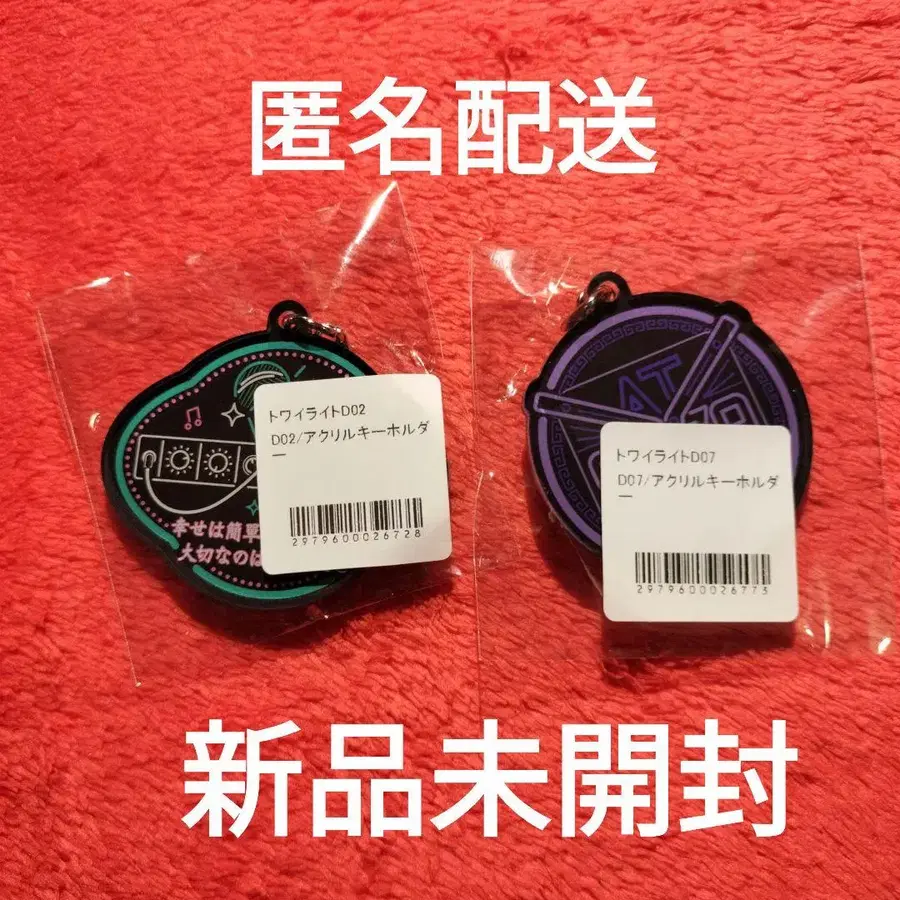 匿名配送
トワイライトD02
D02/アクリルキーホルダ
ー
2979600026728
幸せは簡単
大切なのは
AT
トワイライトD07
D07/アクリルキーホルダ
ー
2979600026773
新品未開封